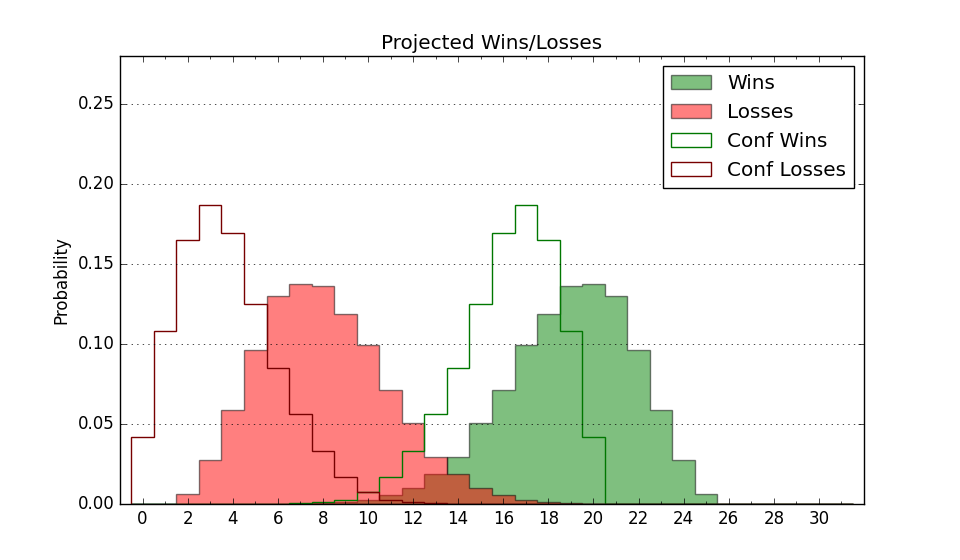 Projected Wins/Losses
Wins
Losses
Conf Wins
Conf Losses
Probability
0.25
0.20
0.15
0.10
0.05
0.00
0 2 4 6 8 10 12 14 16 18 20 22 24 26 28 30